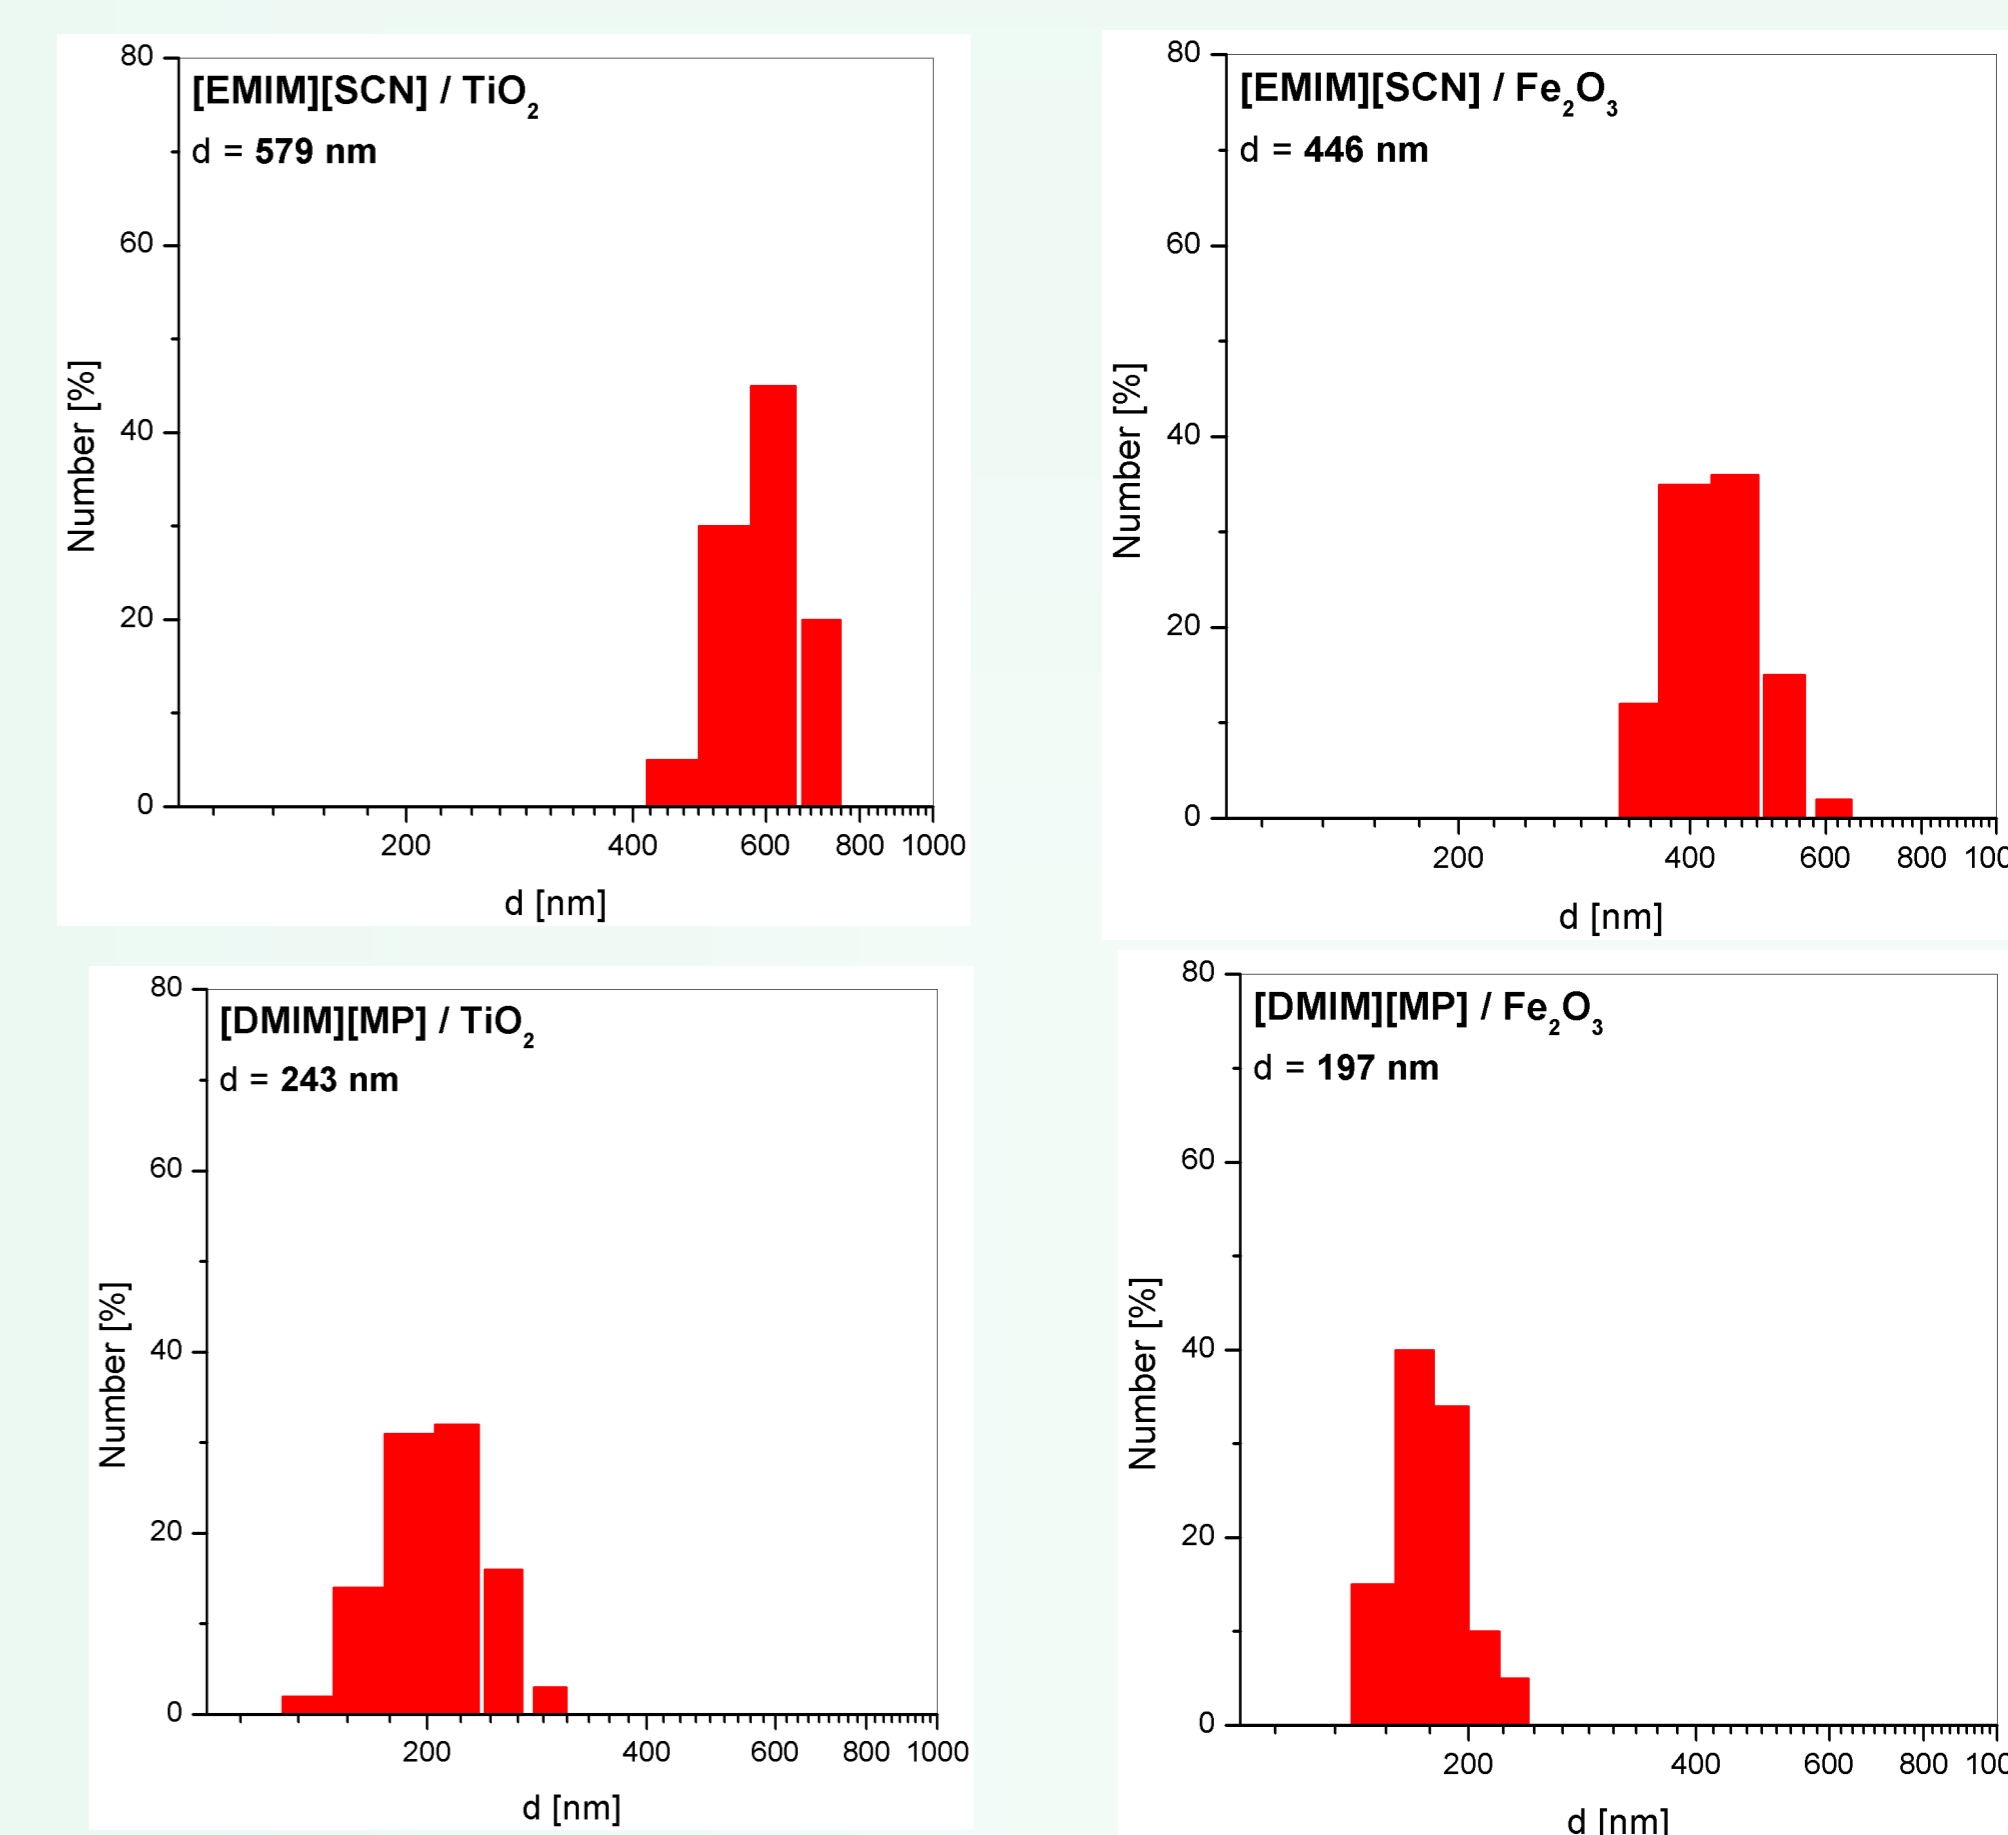 [EMIM][SCN] / TiO₂
d = 579 nm
80
60
40
20
0
Number [%]
200 400 600 800 1000
d [nm]
[EMIM][SCN] / Fe₂O₃
d = 446 nm
80
60
40
20
0
Number [%]
200 400 600 800 100
d [nm]
[DMIM][MP] / TiO₂
d = 243 nm
80
60
40
20
0
Number [%]
200 400 600 800 1000
d [nm]
[DMIM][MP] / Fe₂O₃
d = 197 nm
80
60
40
20
0
Number [%]
200 400 600 800 100
d [nm]